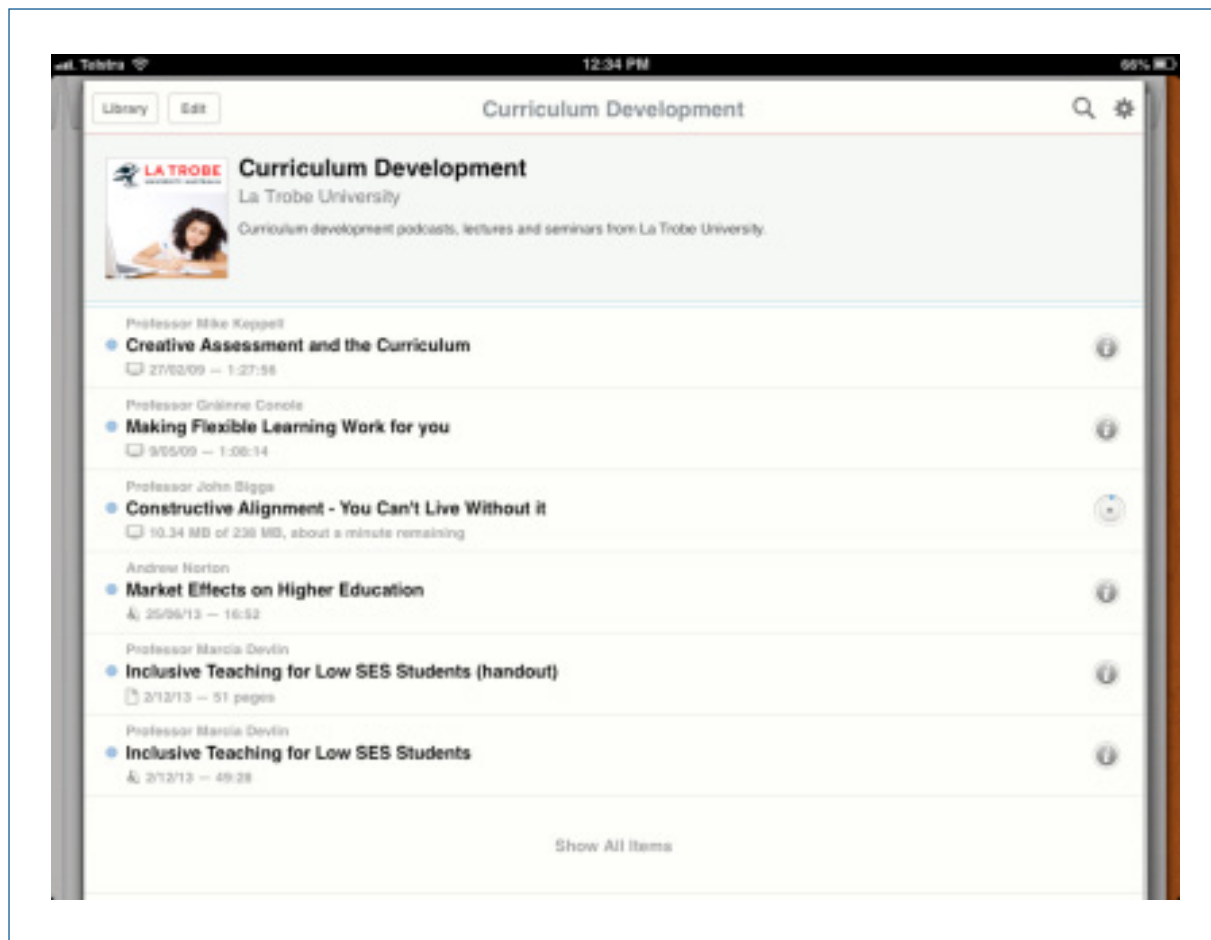 Telstra 12:34 PM 66%
Library Edit Curriculum Development
LA TROBE
Curriculum Development
La Trobe University
Curriculum development podcasts, lectures and seminars from La Trobe University.
Professor Mike Keppell
Creative Assessment and the Curriculum
27/02/09 — 1:27:56
Professor Gráinne Conole
Making Flexible Learning Work for you
9/05/09 — 1:08:14
Professor John Biggs
Constructive Alignment - You Can't Live Without it
10.34 MB of 238 MB, about a minute remaining
Andrew Norton
Market Effects on Higher Education
25/06/13 — 16:52
Professor Marcia Devlin
Inclusive Teaching for Low SES Students (handout)
2/12/13 — 51 pages
Professor Marcia Devlin
Inclusive Teaching for Low SES Students
2/12/13 — 49:28
Show All Items